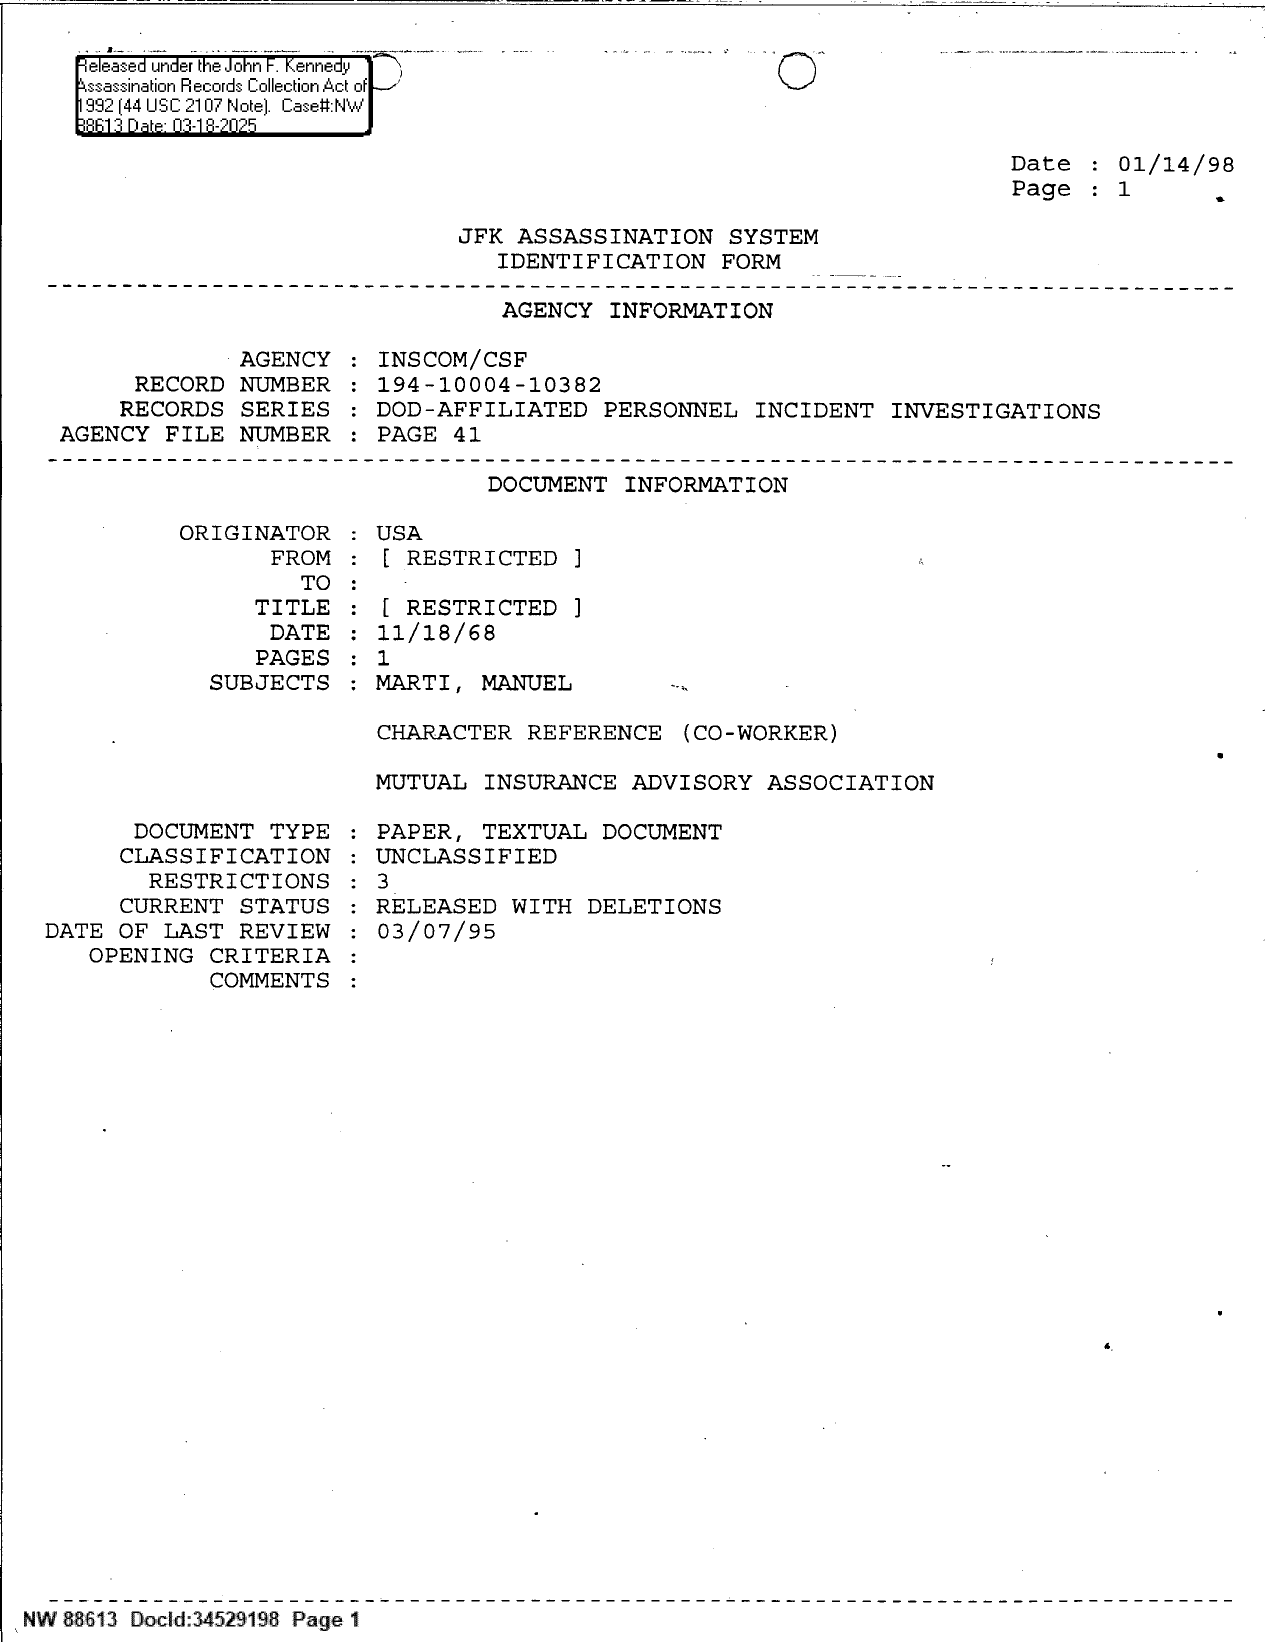 Released under the John F. Kennedy
Assassination Records Collection Act of
1992 (44 USC 2107 Note). Case#:NW
88613 Date: 03-18-2025
Date : 01/14/98
Page : 1
JFK ASSASSINATION SYSTEM
IDENTIFICATION FORM
AGENCY INFORMATION
AGENCY : INSCOM/CSF
RECORD NUMBER : 194-10004-10382
RECORDS SERIES : DOD-AFFILIATED PERSONNEL INCIDENT INVESTIGATIONS
AGENCY FILE NUMBER : PAGE 41
DOCUMENT INFORMATION
ORIGINATOR : USA
FROM : [ RESTRICTED ]
TO :
TITLE : [ RESTRICTED ]
DATE : 11/18/68
PAGES : 1
SUBJECTS : MARTI, MANUEL
CHARACTER REFERENCE (CO-WORKER)
MUTUAL INSURANCE ADVISORY ASSOCIATION
DOCUMENT TYPE : PAPER, TEXTUAL DOCUMENT
CLASSIFICATION : UNCLASSIFIED
RESTRICTIONS : 3
CURRENT STATUS : RELEASED WITH DELETIONS
DATE OF LAST REVIEW : 03/07/95
OPENING CRITERIA :
COMMENTS :
NW 88613 DocId:34529198 Page 1